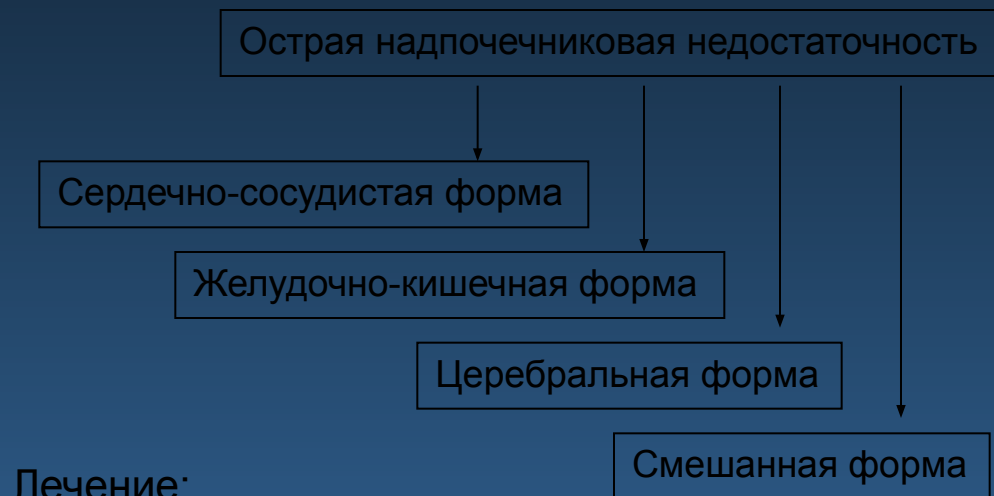 Острая надпочечниковая недостаточность
Сердечно-сосудистая форма
Желудочно-кишечная форма
Церебральная форма
Смешанная форма
Лечение: